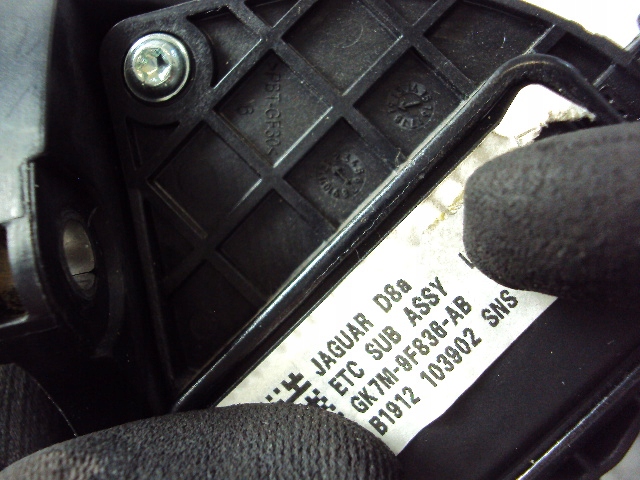 JAGUAR D8a
ETC SUB ASSY
GK7M-9F836-AB
B1912 103902 SNS